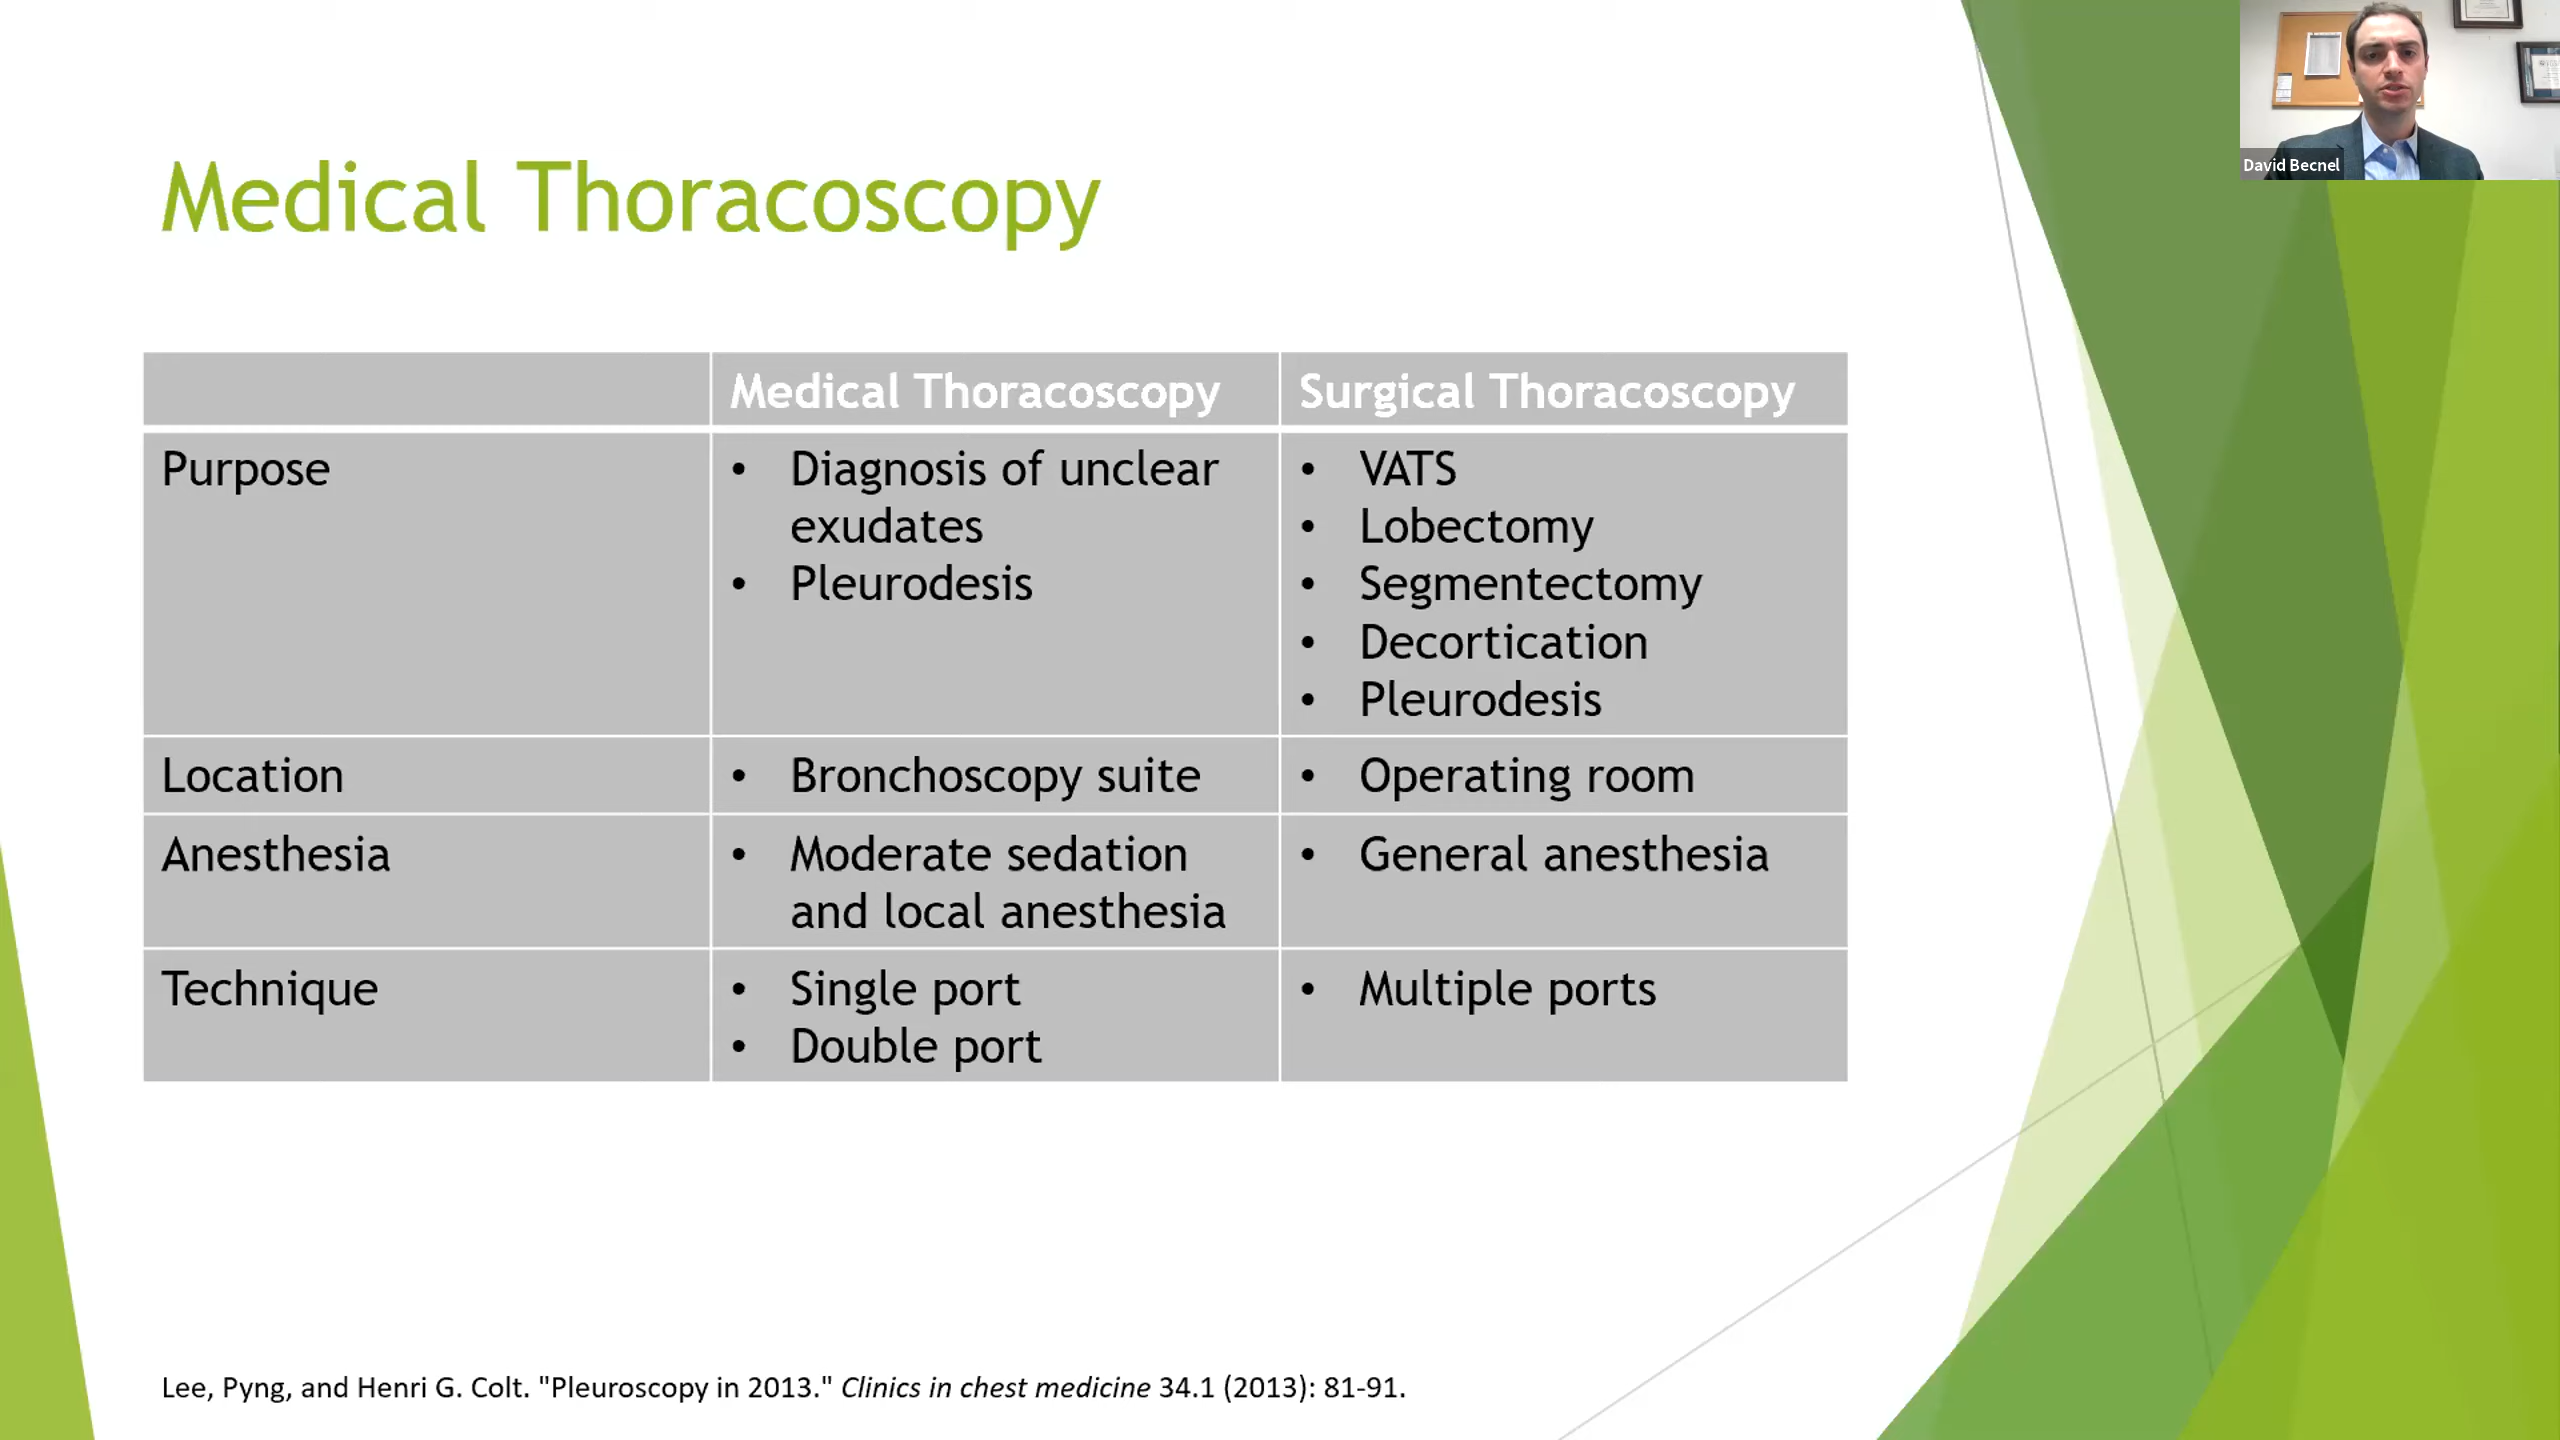 David Becnel
Medical Thoracoscopy
Medical Thoracoscopy
Surgical Thoracoscopy
Purpose
• Diagnosis of unclear
exudates
• Pleurodesis
• VATS
• Lobectomy
• Segmentectomy
• Decortication
• Pleurodesis
Location
• Bronchoscopy suite
• Operating room
Anesthesia
• Moderate sedation
and local anesthesia
• General anesthesia
Technique
• Single port
• Double port
• Multiple ports
Lee, Pyng, and Henri G. Colt. "Pleuroscopy in 2013." Clinics in chest medicine 34.1 (2013): 81-91.